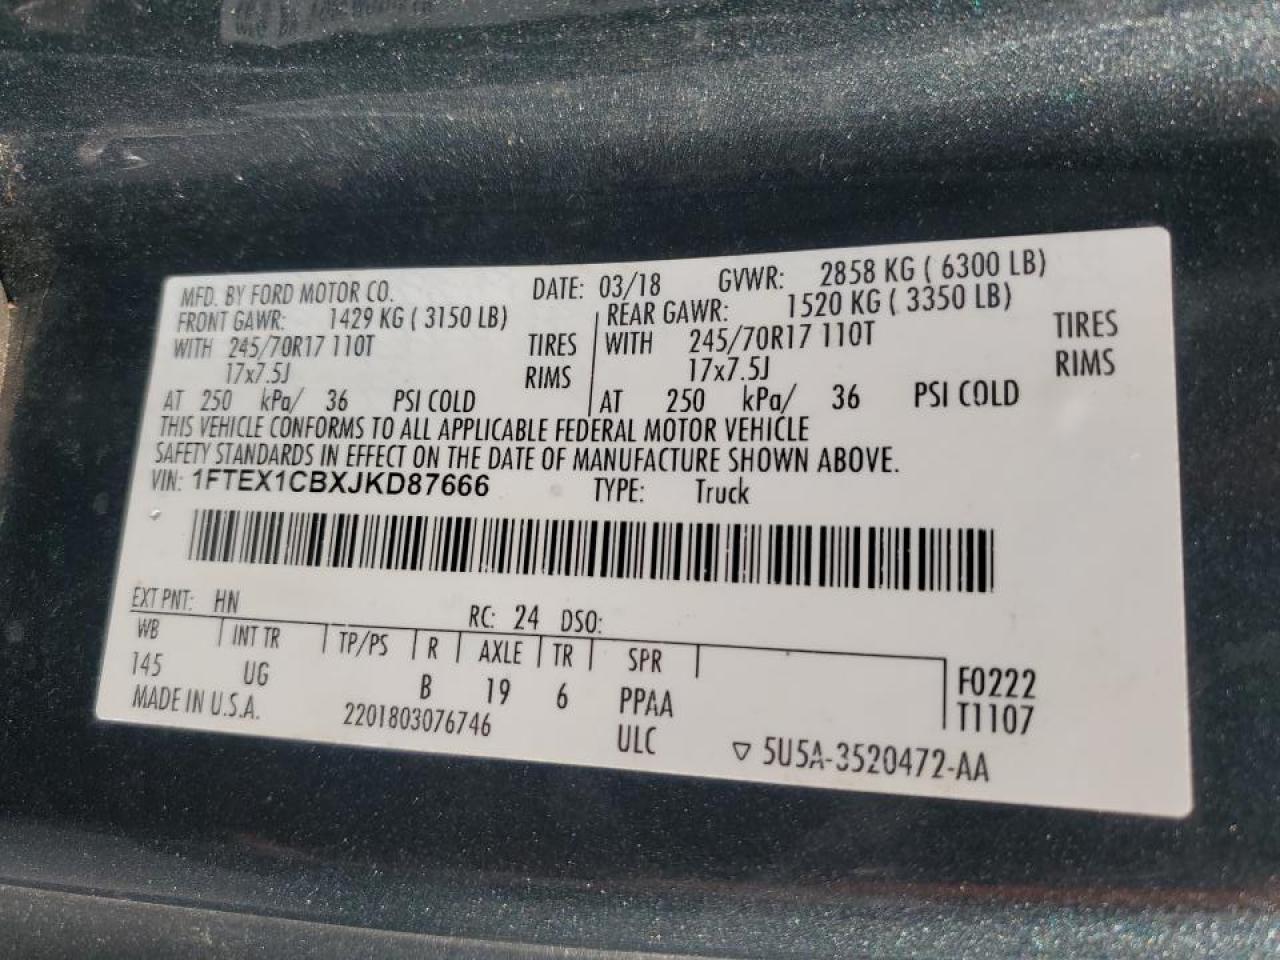 MFD. BY FORD MOTOR CO. DATE: 03/18 GVWR: 2858 KG ( 6300 LB)
FRONT GAWR: 1429 KG ( 3150 LB) REAR GAWR: 1520 KG ( 3350 LB)
WITH 245/70R17 110T TIRES WITH 245/70R17 110T TIRES
17x7.5J RIMS 17x7.5J RIMS
AT 250 kPa/ 36 PSI COLD AT 250 kPa/ 36 PSI COLD
THIS VEHICLE CONFORMS TO ALL APPLICABLE FEDERAL MOTOR VEHICLE
SAFETY STANDARDS IN EFFECT ON THE DATE OF MANUFACTURE SHOWN ABOVE.
VIN: 1FTEX1CBXJKD87666 TYPE: Truck
EXT PNT: HN RC: 24 DSO:
WB INT TR TP/PS R AXLE TR SPR
145 UG B 19 6 PPAA F0222
MADE IN U.S.A. 2201803076746 ULC T1107
▽ 5U5A-3520472-AA